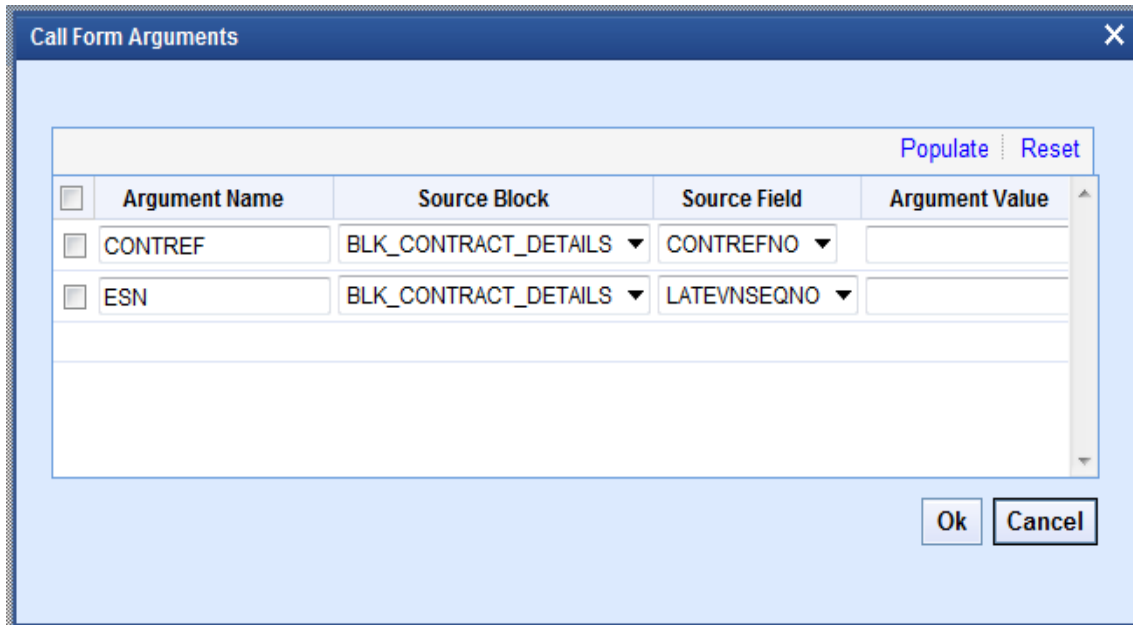 Call Form Arguments
Populate Reset
Argument Name Source Block Source Field Argument Value
CONTREF BLK_CONTRACT_DETAILS CONTREFNO
ESN BLK_CONTRACT_DETAILS LATEVNSEQNO
Ok Cancel